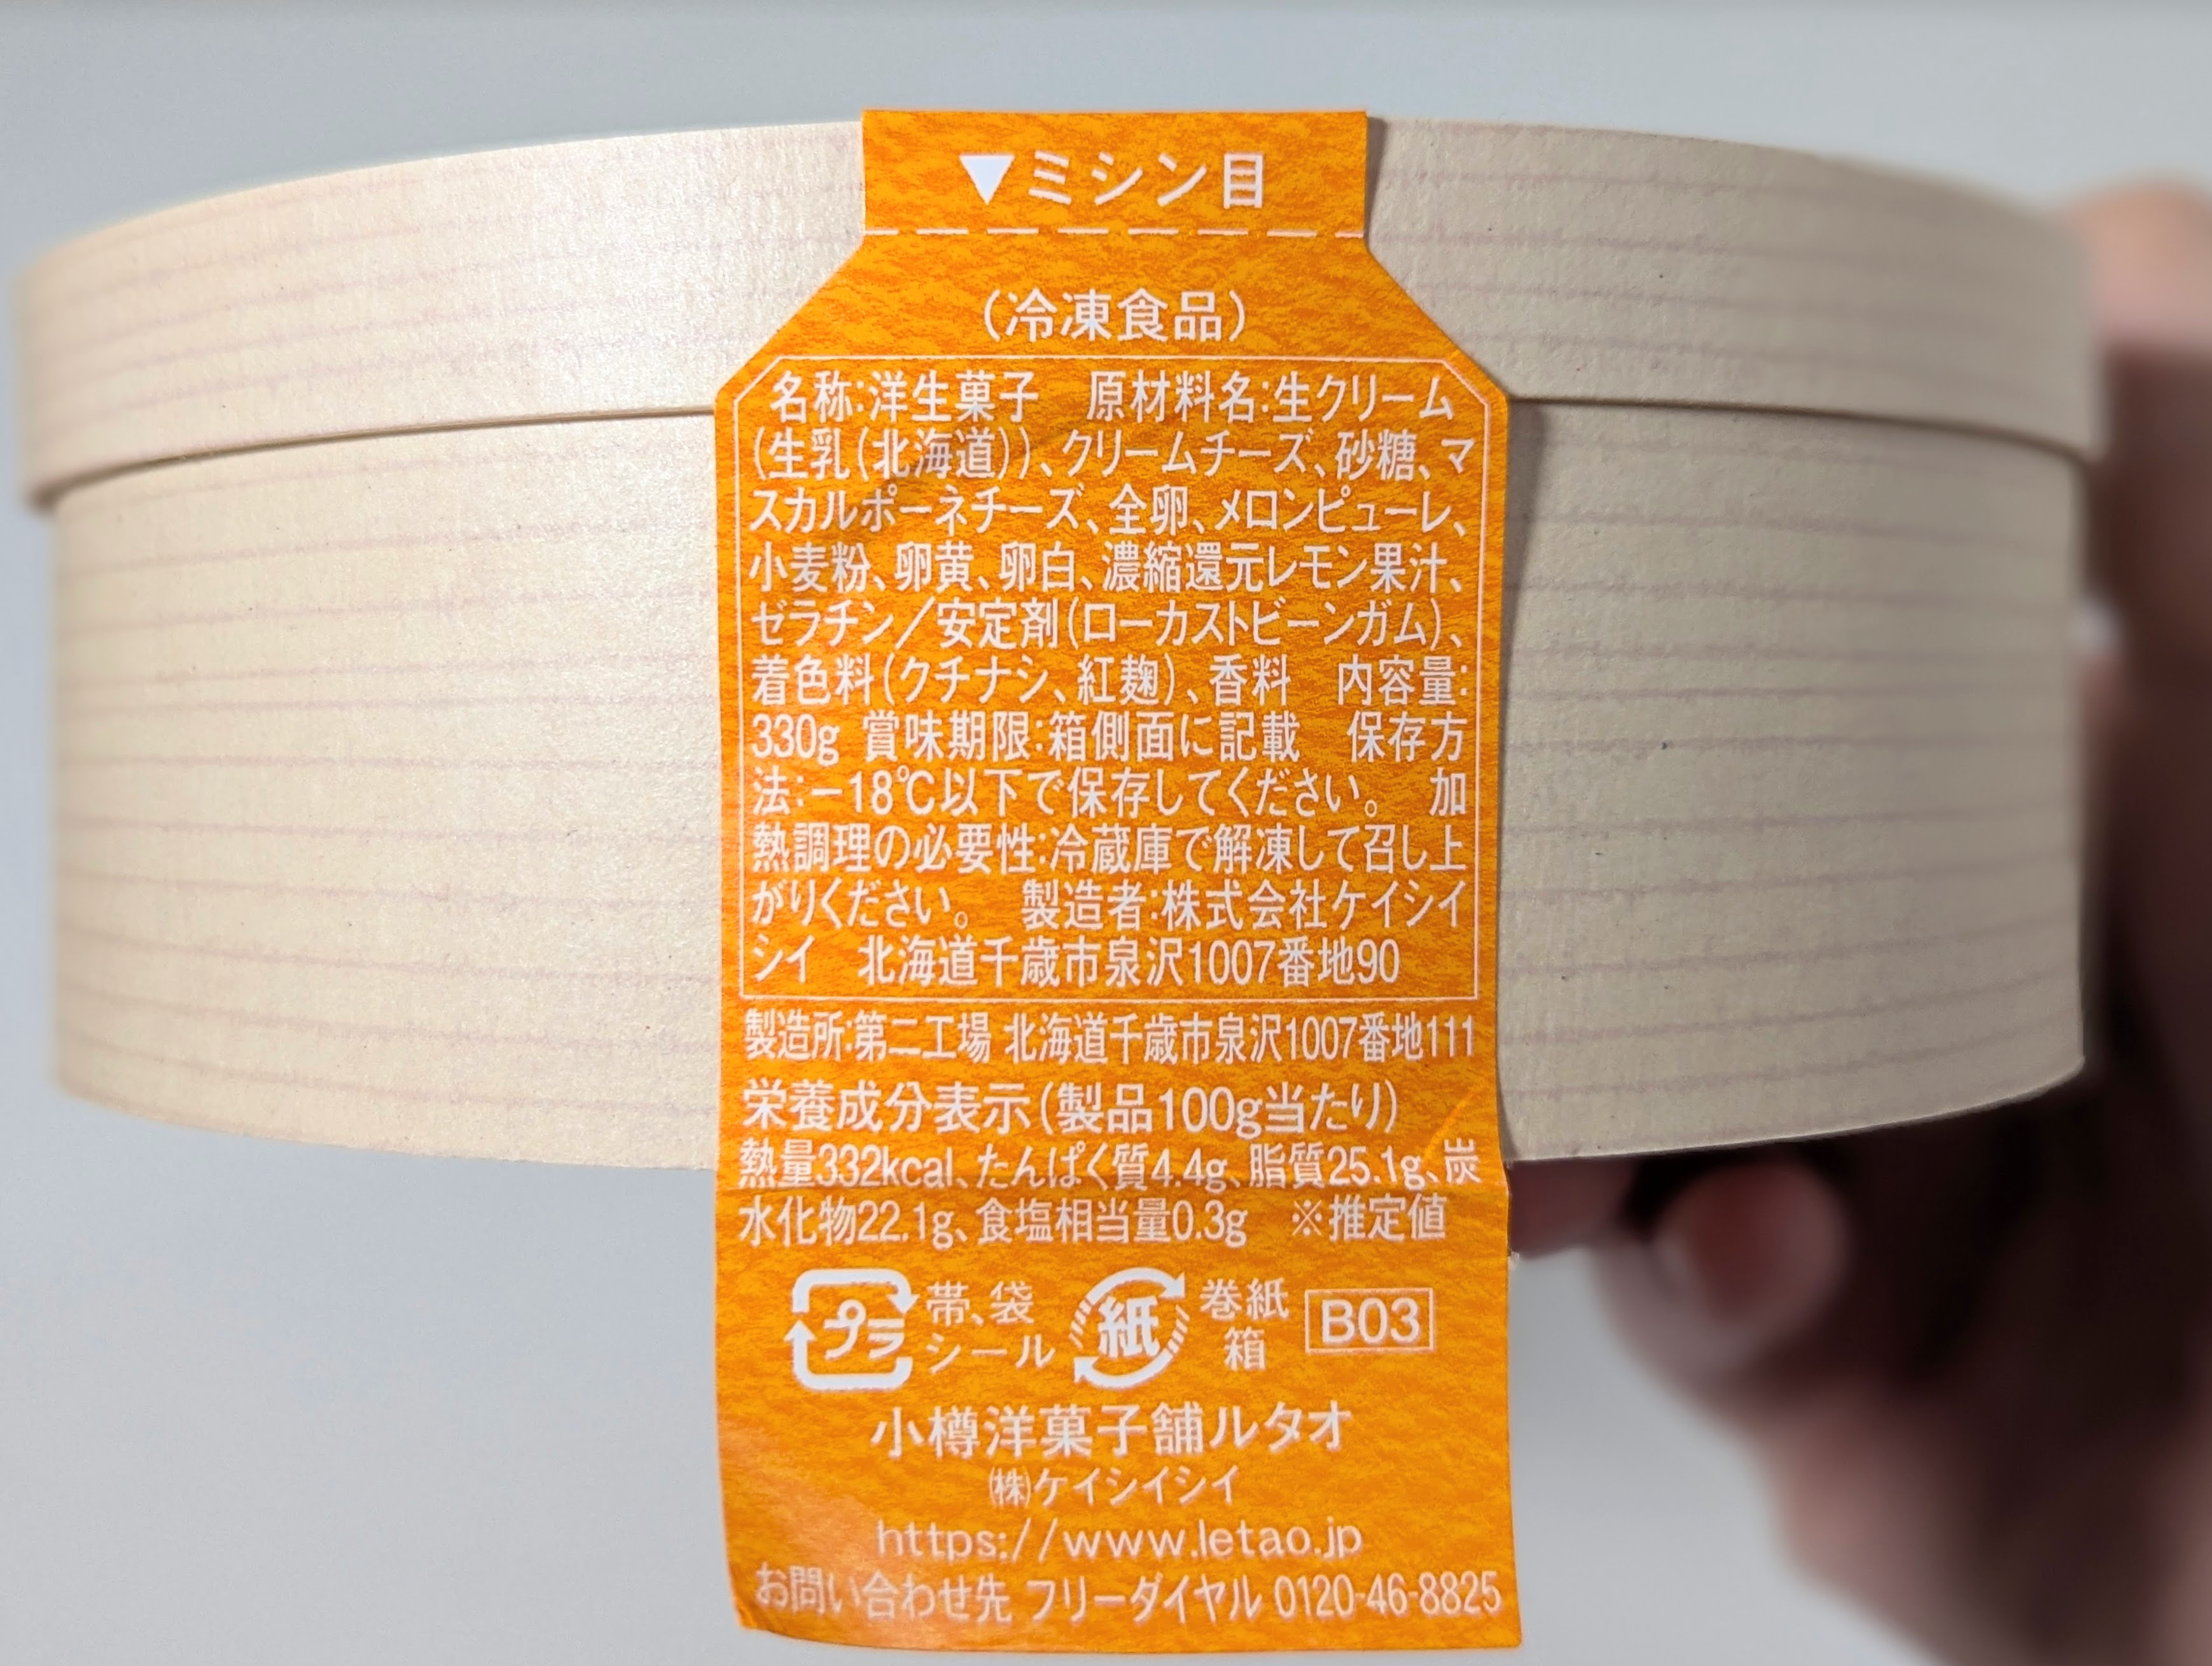 ▼ミシン目
(冷凍食品)
名称:洋生菓子　原材料名:生クリーム
(生乳(北海道))、クリームチーズ、砂糖、マ
スカルポーネチーズ、全卵、メロンピューレ、
小麦粉、卵黄、卵白、濃縮還元レモン果汁、
ゼラチン／安定剤(ローカストビーンガム)、
着色料(クチナシ、紅麹)、香料　内容量:
330g 賞味期限:箱側面に記載　保存方
法:−18℃以下で保存してください。　加
熱調理の必要性:冷蔵庫で解凍して召し上
がりください。　製造者:株式会社ケイシイ
シイ　北海道千歳市泉沢1007番地90
製造所:第二工場 北海道千歳市泉沢1007番地111
栄養成分表示(製品100g当たり)
熱量332kcal、たんぱく質4.4g、脂質25.1g、炭
水化物22.1g、食塩相当量0.3g　※推定値
プラ 帯、袋 シール 紙 巻紙 箱 B03
小樽洋菓子舗ルタオ
㈱ケイシイシイ
https://www.letao.jp
お問い合わせ先 フリーダイヤル 0120-46-8825